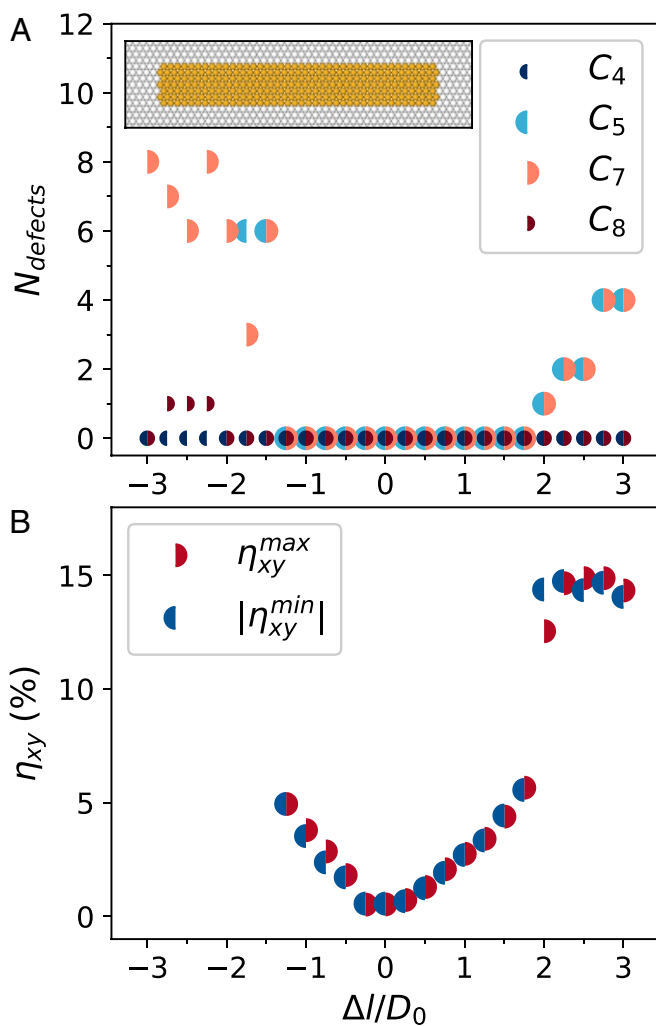 A
12
10
8
6
4
2
0
N_defects
C_4
C_5
C_7
C_8
−3 −2 −1 0 1 2 3
B
15
10
5
0
η_xy (%)
η_xy^max
|η_xy^min|
−3 −2 −1 0 1 2 3
Δl/D_0